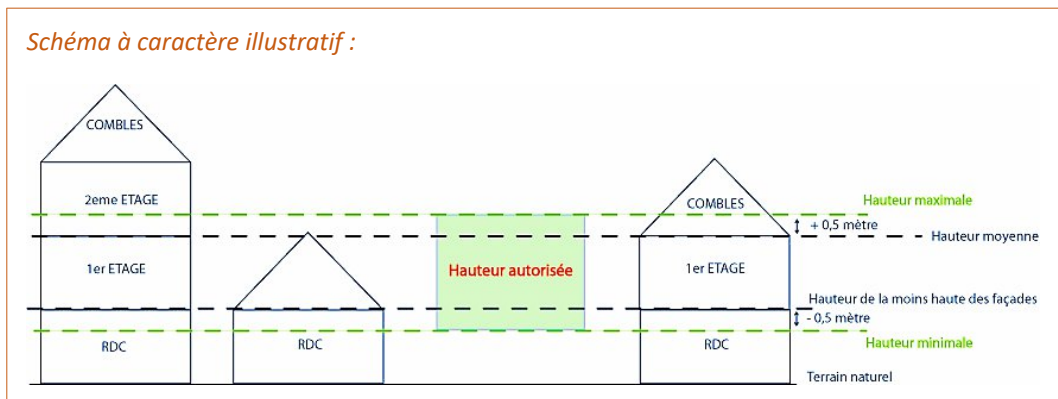 Schéma à caractère illustratif :
COMBLES
2eme ETAGE
1er ETAGE
RDC
Hauteur autorisée
COMBLES
1er ETAGE
RDC
Hauteur maximale
+ 0,5 mètre
Hauteur moyenne
Hauteur de la moins haute des façades
- 0,5 mètre
Hauteur minimale
Terrain naturel